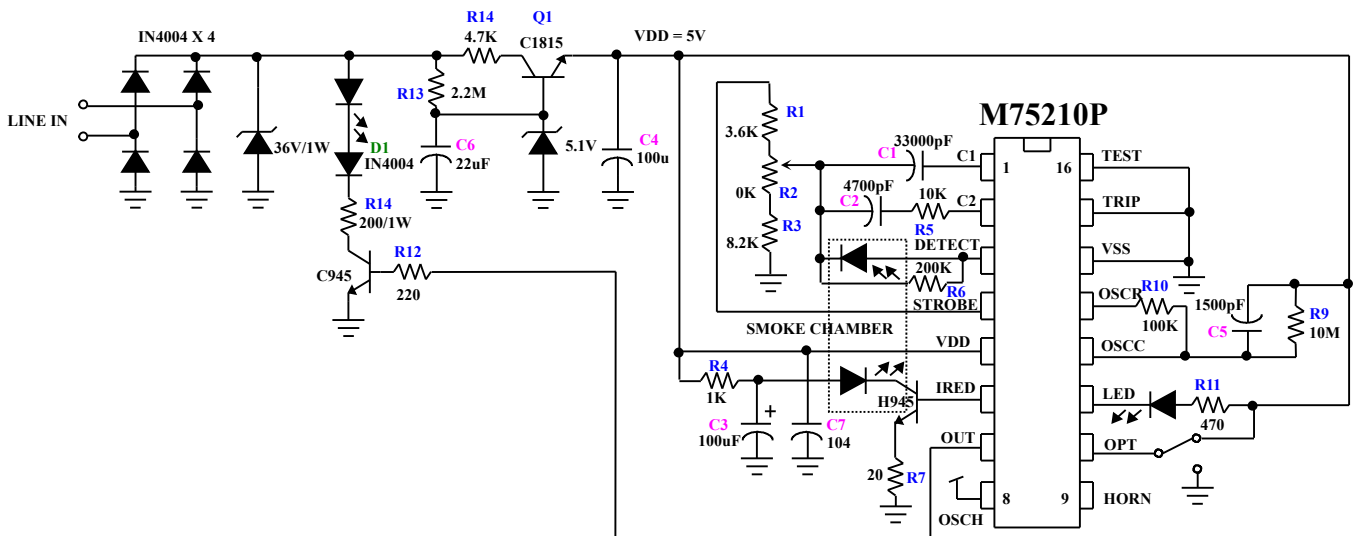 IN4004 X 4
LINE IN
36V/1W
D1
IN4004
R14
200/1W
C945
R12
220
R13
2.2M
C6
22uF
R14
4.7K
Q1
C1815
5.1V
C4
100u
VDD = 5V
R1
3.6K
R2
0K
R3
8.2K
C1
33000pF
C2
4700pF
10K
R5
200K
R6
SMOKE CHAMBER
R4
1K
C3
+
100uF
C7
104
H945
20
R7
M75210P
C1
C2
DETECT
STROBE
VDD
IRED
OUT
OSCH
1
8
16
9
TEST
TRIP
VSS
OSCR
OSCC
LED
OPT
HORN
R10
100K
1500pF
C5
R9
10M
R11
470